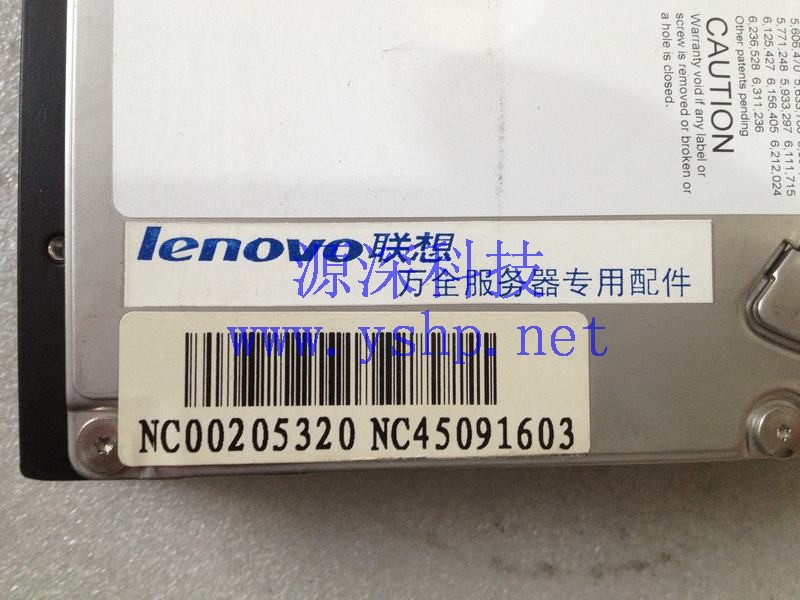 5,606,470
5,771,248 5,933,297 6,111,715
6,125,427 6,156,405 6,212,024
6,236,528 6,311,236
Other patents pending
CAUTION
Warranty void if any label or
screw is removed or broken or
a hole is closed.
lenovo联想
万全服务器专用配件
源深科技
www.yshp.net
NC00205320 NC45091603